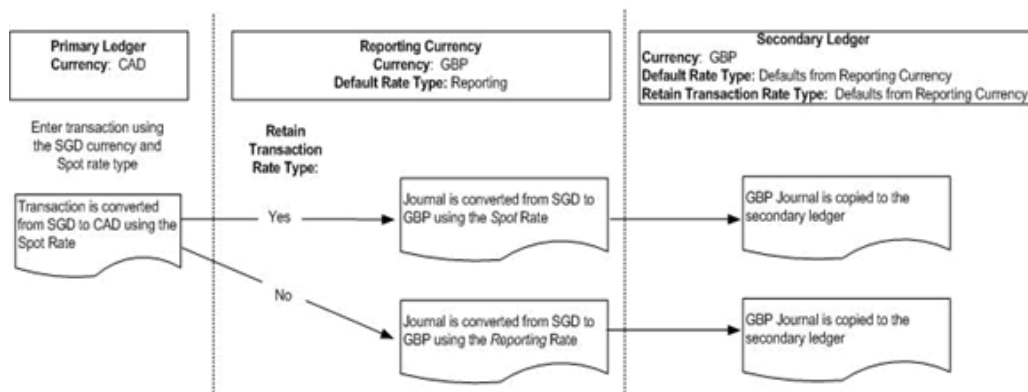 Primary Ledger
Currency: CAD
Reporting Currency
Currency: GBP
Default Rate Type: Reporting
Secondary Ledger
Currency: GBP
Default Rate Type: Defaults from Reporting Currency
Retain Transaction Rate Type: Defaults from Reporting Currency
Enter transaction using
the SGD currency and
Spot rate type
Retain
Transaction
Rate Type:
Transaction is converted
from SGD to CAD using the
Spot Rate
Yes
Journal is converted from SGD to
GBP using the Spot Rate
GBP Journal is copied to the
secondary ledger
No
Journal is converted from SGD to
GBP using the Reporting Rate
GBP Journal is copied to the
secondary ledger